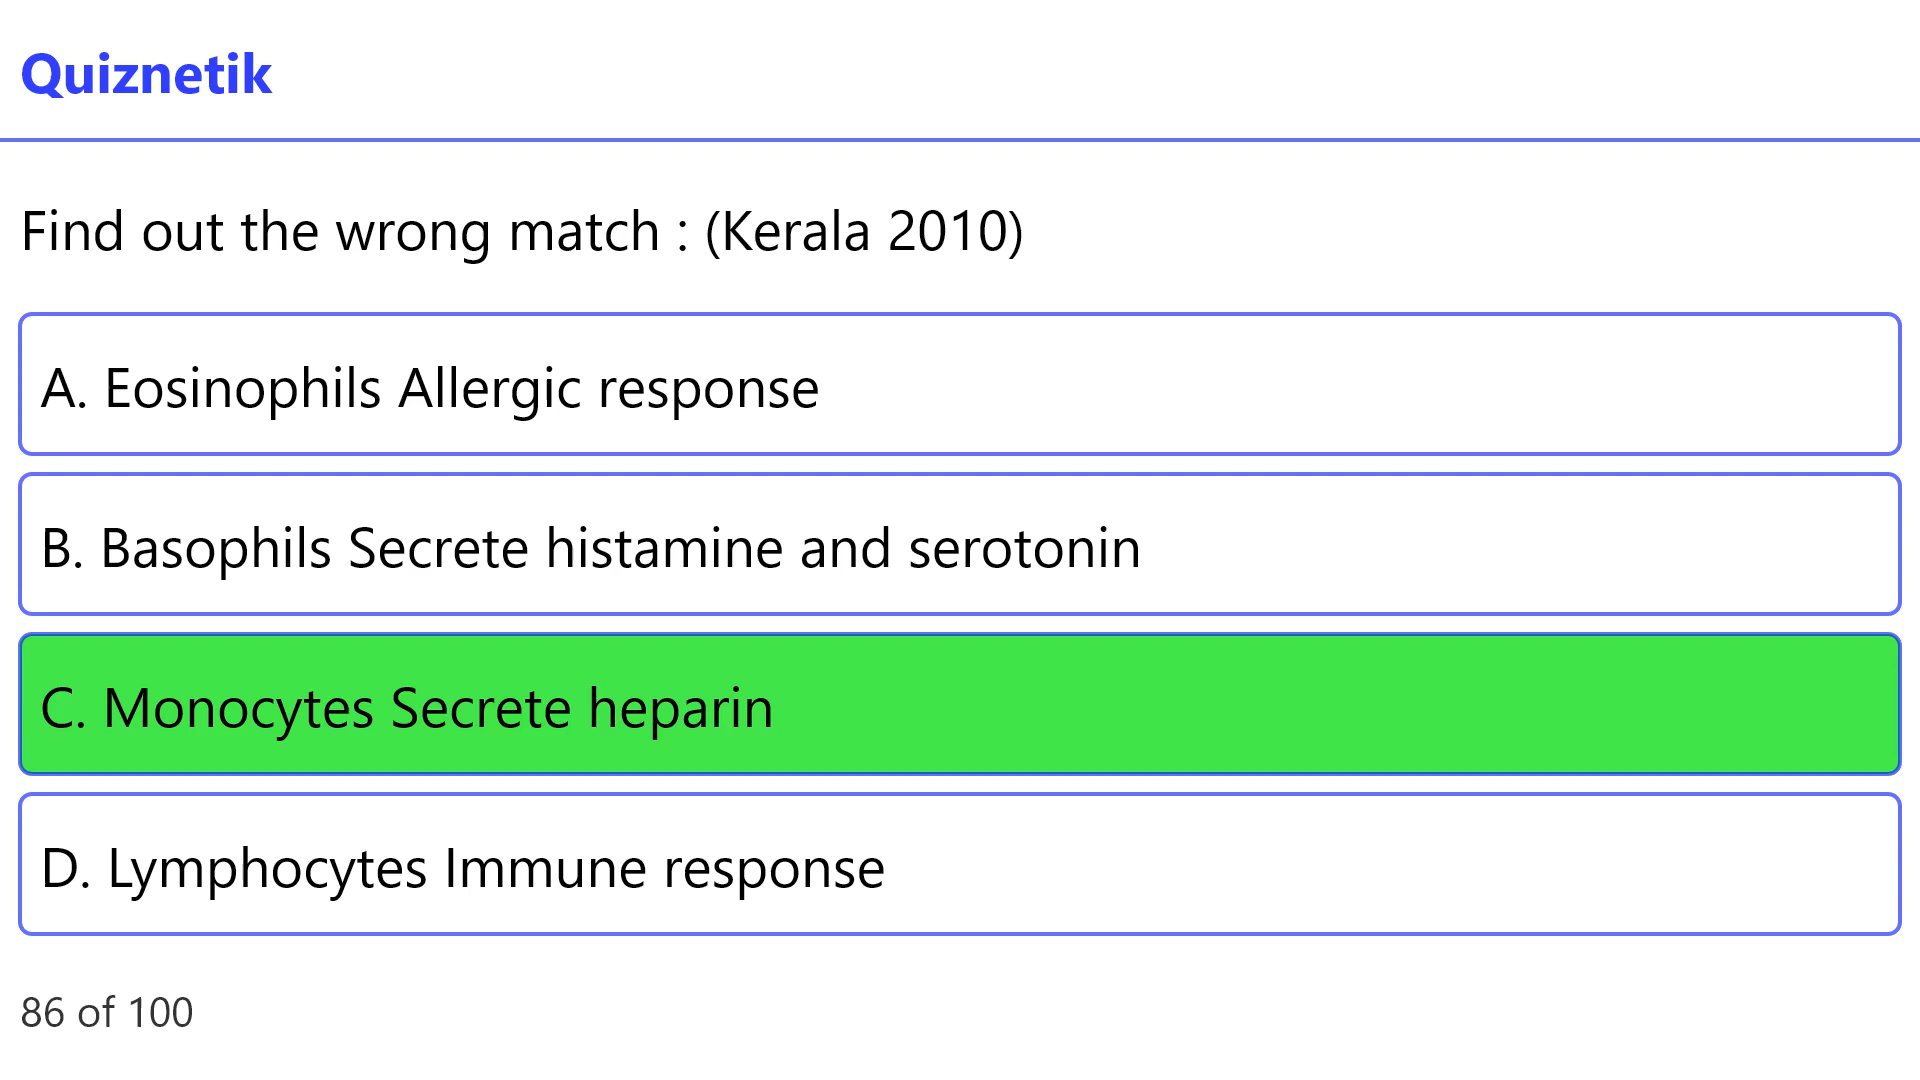 Quiznetik
Find out the wrong match : (Kerala 2010)
A. Eosinophils Allergic response
B. Basophils Secrete histamine and serotonin
C. Monocytes Secrete heparin
D. Lymphocytes Immune response
86 of 100